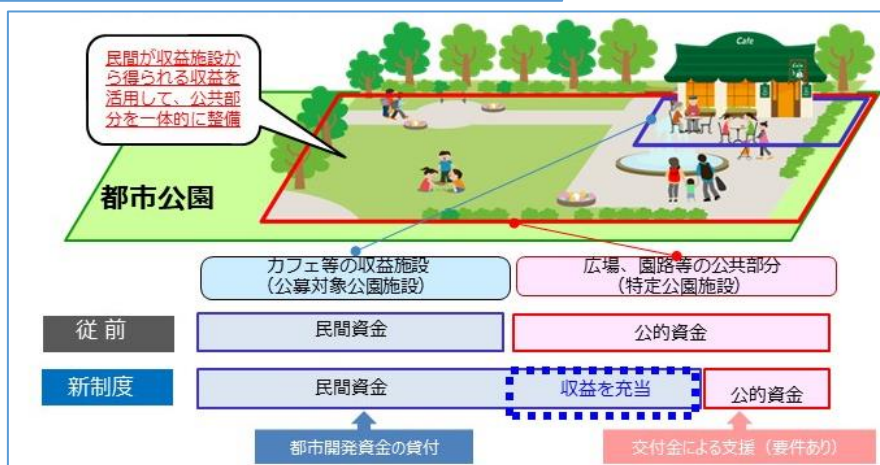 民間が収益施設か
ら得られる収益を
活用して、公共部
分を一体的に整備
Cafe
都市公園
カフェ等の収益施設
(公募対象公園施設)
広場、園路等の公共部分
(特定公園施設)
従前
民間資金
公的資金
新制度
民間資金
収益を充当
公的資金
都市開発資金の貸付
交付金による支援(要件あり)